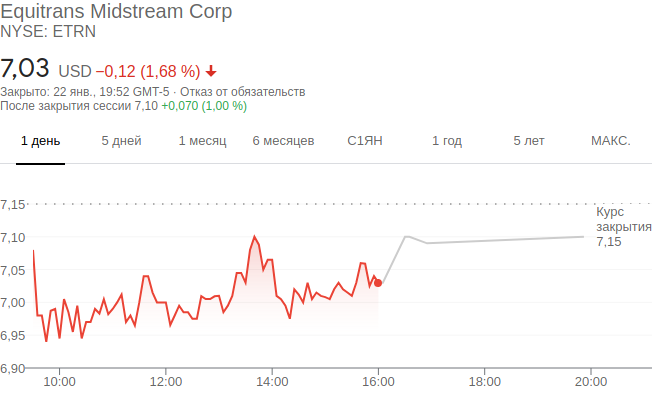 Equitrans Midstream Corp
NYSE: ETRN
7,03 USD −0,12 (1,68 %)
Закрыто: 22 янв., 19:52 GMT-5 · Отказ от обязательств
После закрытия сессии 7,10 +0,070 (1,00 %)
1 день 5 дней 1 месяц 6 месяцев С1ЯН 1 год 5 лет МАКС.
7,15
Курс
закрытия
7,15
7,10
7,05
7,00
6,95
6,90
10:00 12:00 14:00 16:00 18:00 20:00